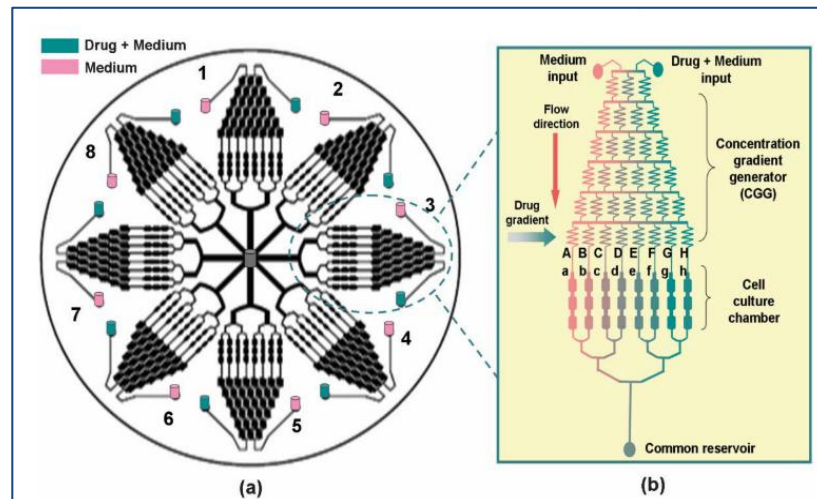 Drug + Medium
Medium
1
2
3
4
5
6
7
8
(a)
Medium
input
Drug + Medium
input
Flow
direction
Concentration
gradient
generator
(CGG)
Drug
gradient
A B C D E F G H
a b c d e f g h
Cell
culture
chamber
Common reservoir
(b)